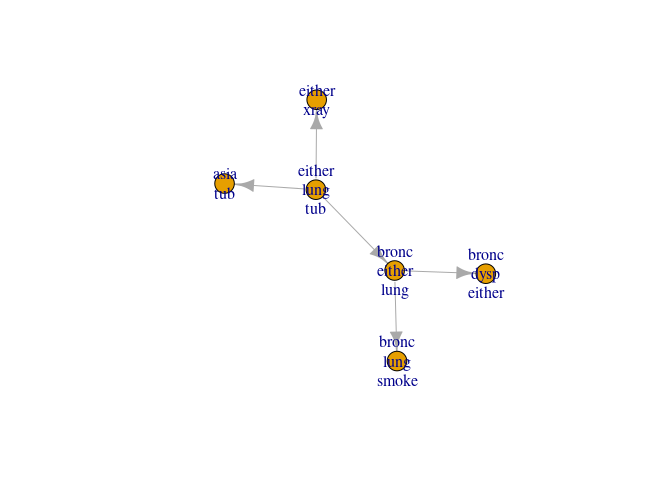 either
xray
asia
tub
either
lung
tub
bronc
either
lung
bronc
dysp
either
bronc
lung
smoke